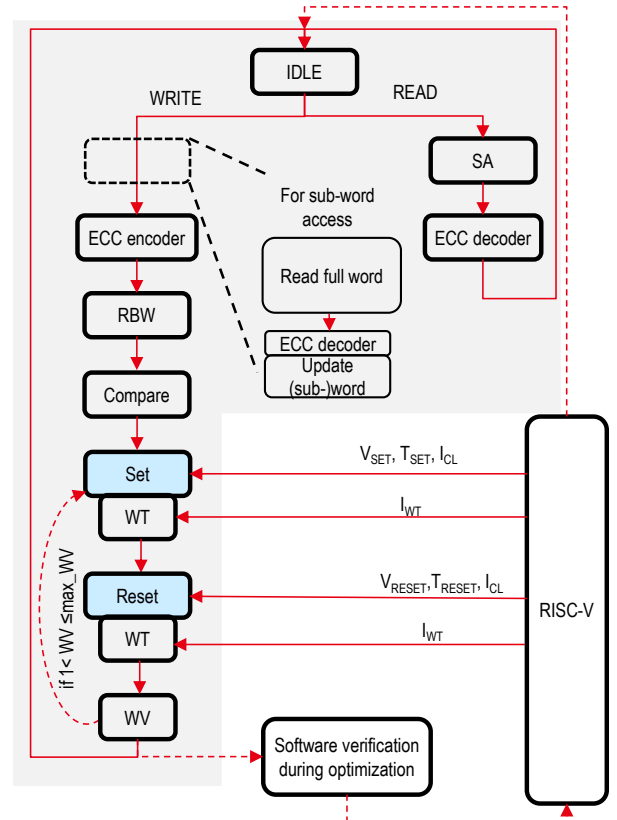 IDLE
WRITE
READ
SA
For sub-word
access
ECC encoder
ECC decoder
Read full word
RBW
ECC decoder
Update
(sub-)word
Compare
Set
VSET, TSET, ICL
WT
IWT
Reset
VRESET,TRESET, ICL
RISC-V
WT
IWT
if 1< WV ≤max_WV
WV
Software verification
during optimization